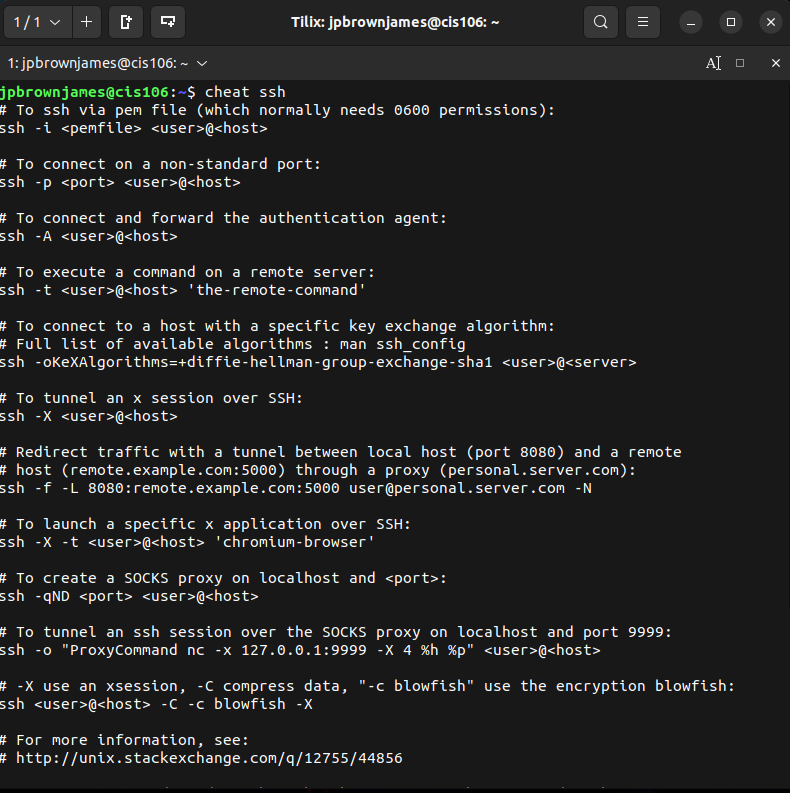 1 / 1
Tilix: jpbrownjames@cis106: ~
1: jpbrownjames@cis106: ~
jpbrownjames@cis106:~$ cheat ssh
# To ssh via pem file (which normally needs 0600 permissions):
ssh -i <pemfile> <user>@<host>

# To connect on a non-standard port:
ssh -p <port> <user>@<host>

# To connect and forward the authentication agent:
ssh -A <user>@<host>

# To execute a command on a remote server:
ssh -t <user>@<host> 'the-remote-command'

# To connect to a host with a specific key exchange algorithm:
# Full list of available algorithms : man ssh_config
ssh -oKeXAlgorithms=+diffie-hellman-group-exchange-sha1 <user>@<server>

# To tunnel an x session over SSH:
ssh -X <user>@<host>

# Redirect traffic with a tunnel between local host (port 8080) and a remote
# host (remote.example.com:5000) through a proxy (personal.server.com):
ssh -f -L 8080:remote.example.com:5000 user@personal.server.com -N

# To launch a specific x application over SSH:
ssh -X -t <user>@<host> 'chromium-browser'

# To create a SOCKS proxy on localhost and <port>:
ssh -qND <port> <user>@<host>

# To tunnel an ssh session over the SOCKS proxy on localhost and port 9999:
ssh -o "ProxyCommand nc -x 127.0.0.1:9999 -X 4 %h %p" <user>@<host>

# -X use an xsession, -C compress data, "-c blowfish" use the encryption blowfish:
ssh <user>@<host> -C -c blowfish -X

# For more information, see:
# http://unix.stackexchange.com/q/12755/44856